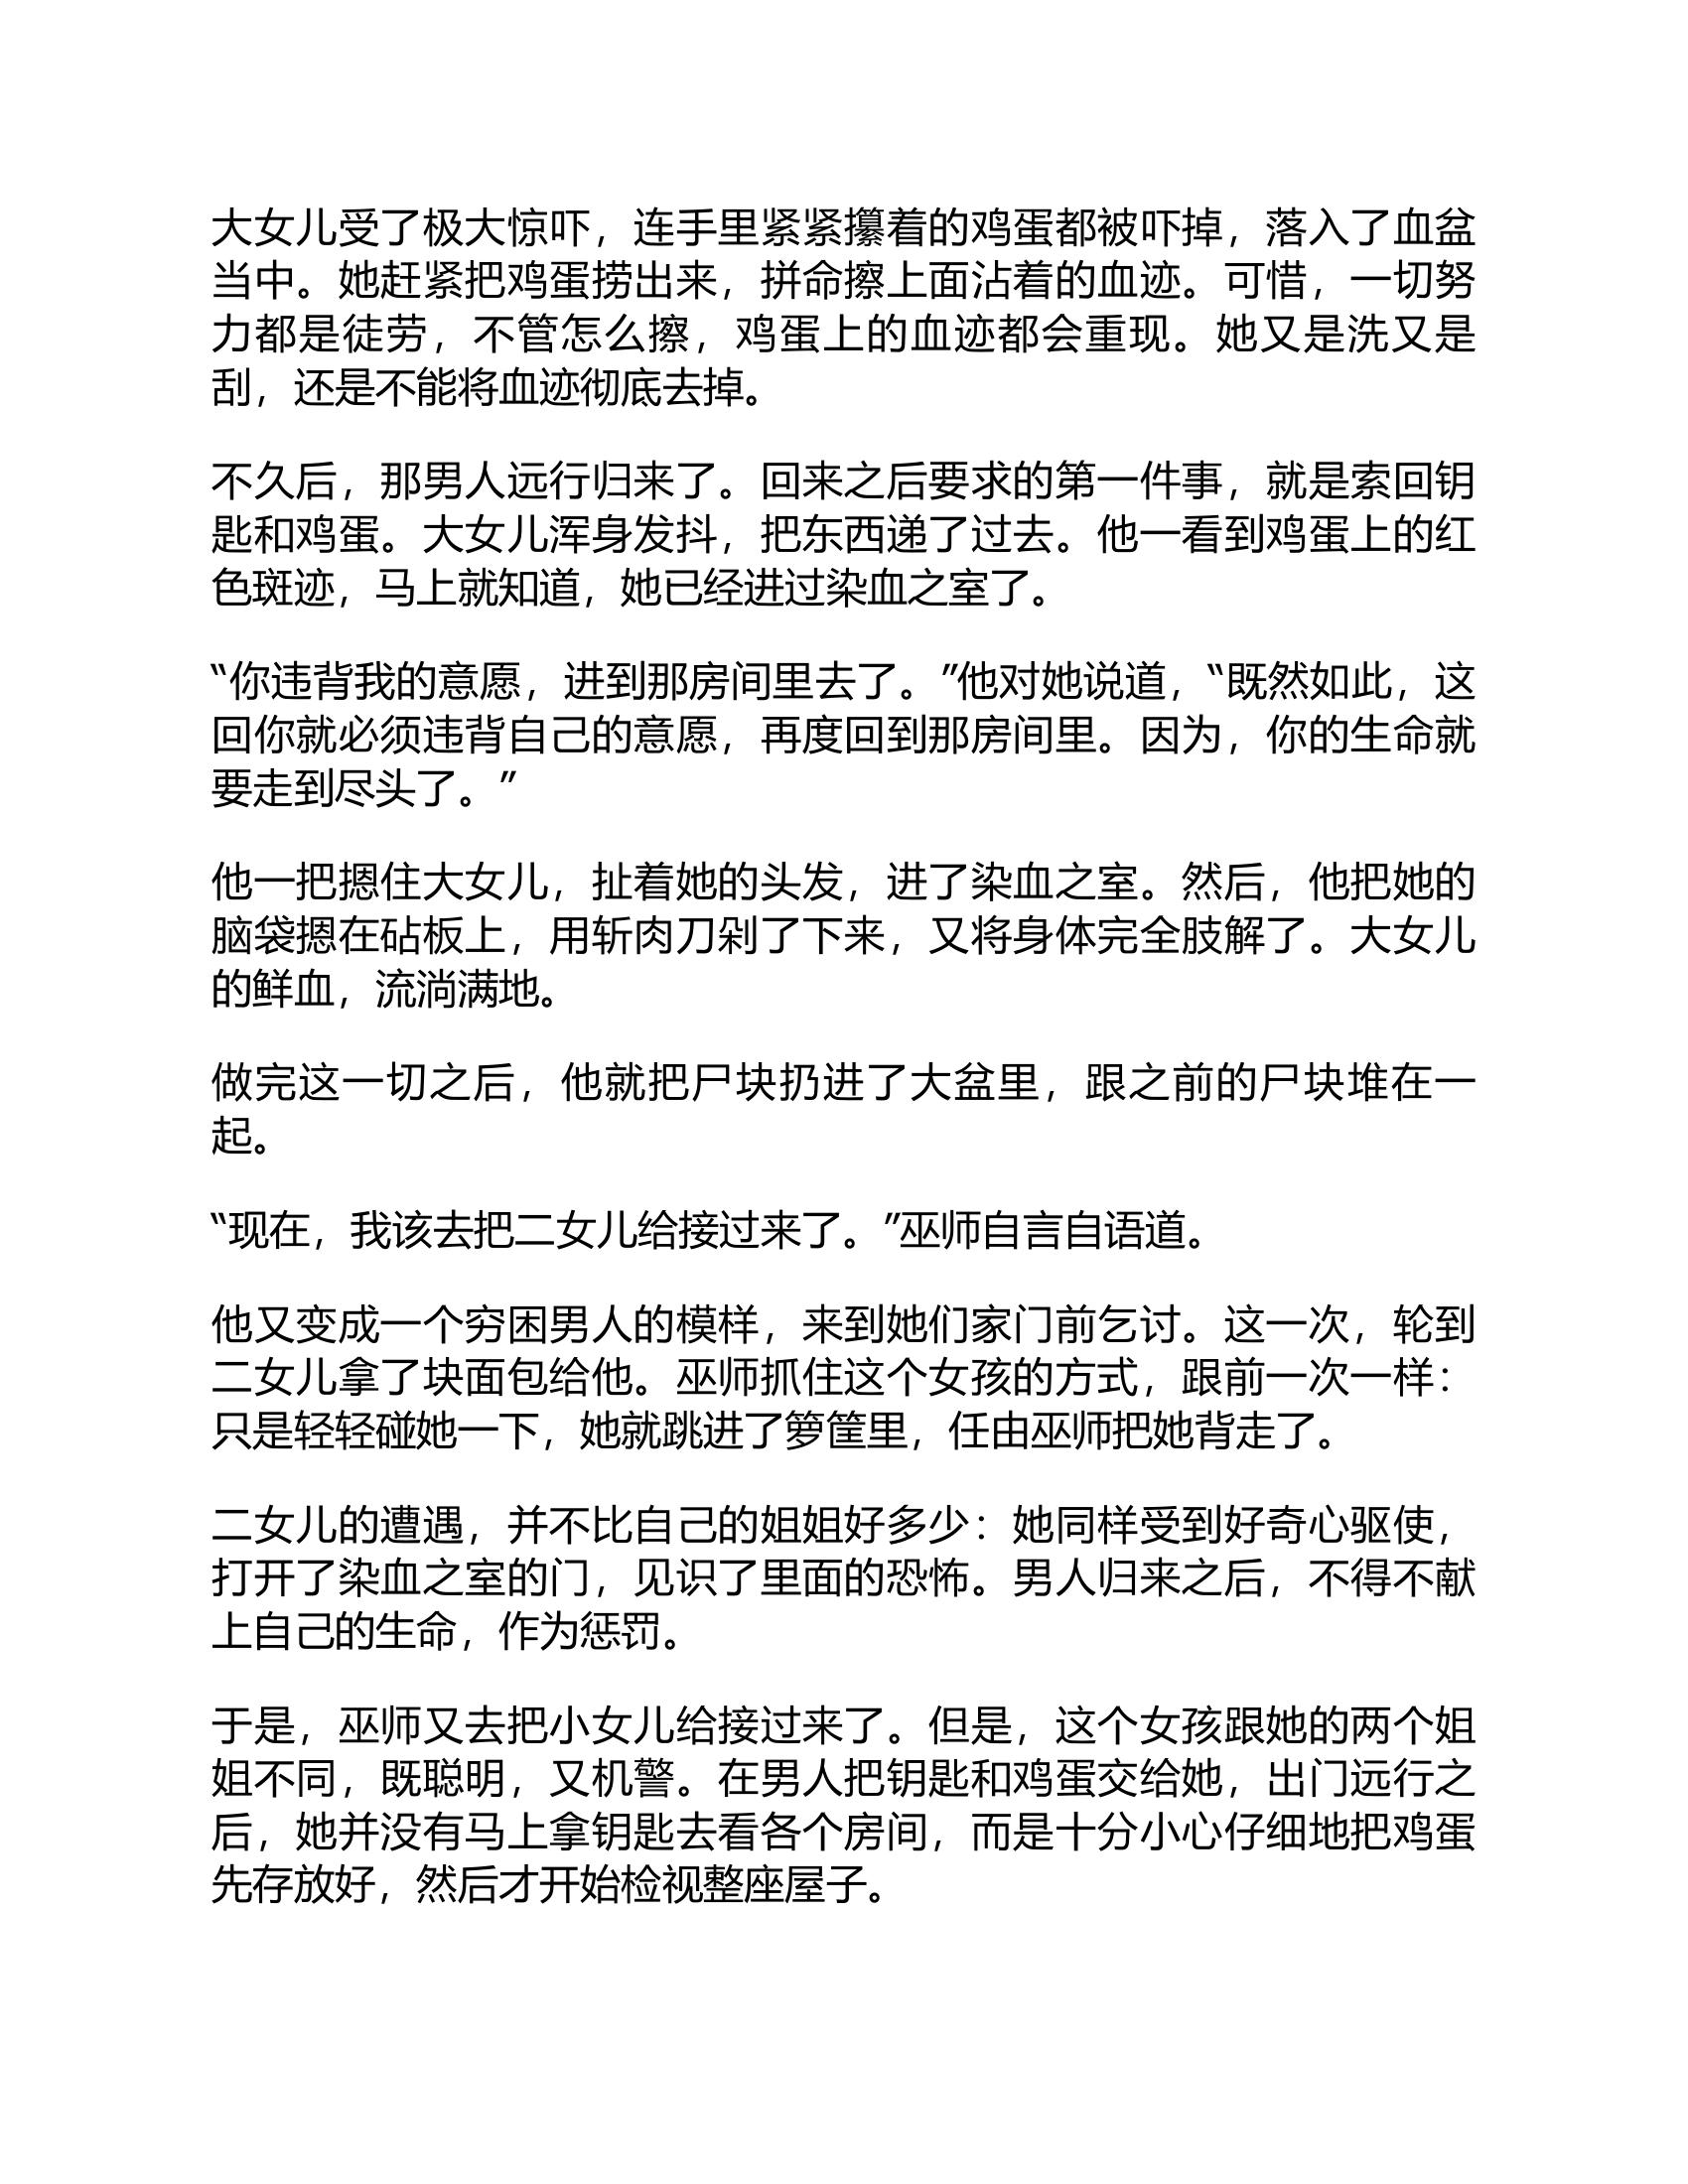 大女儿受了极大惊吓，连手里紧紧攥着的鸡蛋都被吓掉，落入了血盆
当中。她赶紧把鸡蛋捞出来，拼命擦上面沾着的血迹。可惜，一切努
力都是徒劳，不管怎么擦，鸡蛋上的血迹都会重现。她又是洗又是
刮，还是不能将血迹彻底去掉。
不久后，那男人远行归来了。回来之后要求的第一件事，就是索回钥
匙和鸡蛋。大女儿浑身发抖，把东西递了过去。他一看到鸡蛋上的红
色斑迹，马上就知道，她已经进过染血之室了。
“你违背我的意愿，进到那房间里去了。”他对她说道，“既然如此，这
回你就必须违背自己的意愿，再度回到那房间里。因为，你的生命就
要走到尽头了。”
他一把摁住大女儿，扯着她的头发，进了染血之室。然后，他把她的
脑袋摁在砧板上，用斩肉刀剁了下来，又将身体完全肢解了。大女儿
的鲜血，流淌满地。
做完这一切之后，他就把尸块扔进了大盆里，跟之前的尸块堆在一
起。
“现在，我该去把二女儿给接过来了。”巫师自言自语道。
他又变成一个穷困男人的模样，来到她们家门前乞讨。这一次，轮到
二女儿拿了块面包给他。巫师抓住这个女孩的方式，跟前一次一样：
只是轻轻碰她一下，她就跳进了箩筐里，任由巫师把她背走了。
二女儿的遭遇，并不比自己的姐姐好多少：她同样受到好奇心驱使，
打开了染血之室的门，见识了里面的恐怖。男人归来之后，不得不献
上自己的生命，作为惩罚。
于是，巫师又去把小女儿给接过来了。但是，这个女孩跟她的两个姐
姐不同，既聪明，又机警。在男人把钥匙和鸡蛋交给她，出门远行之
后，她并没有马上拿钥匙去看各个房间，而是十分小心仔细地把鸡蛋
先存放好，然后才开始检视整座屋子。